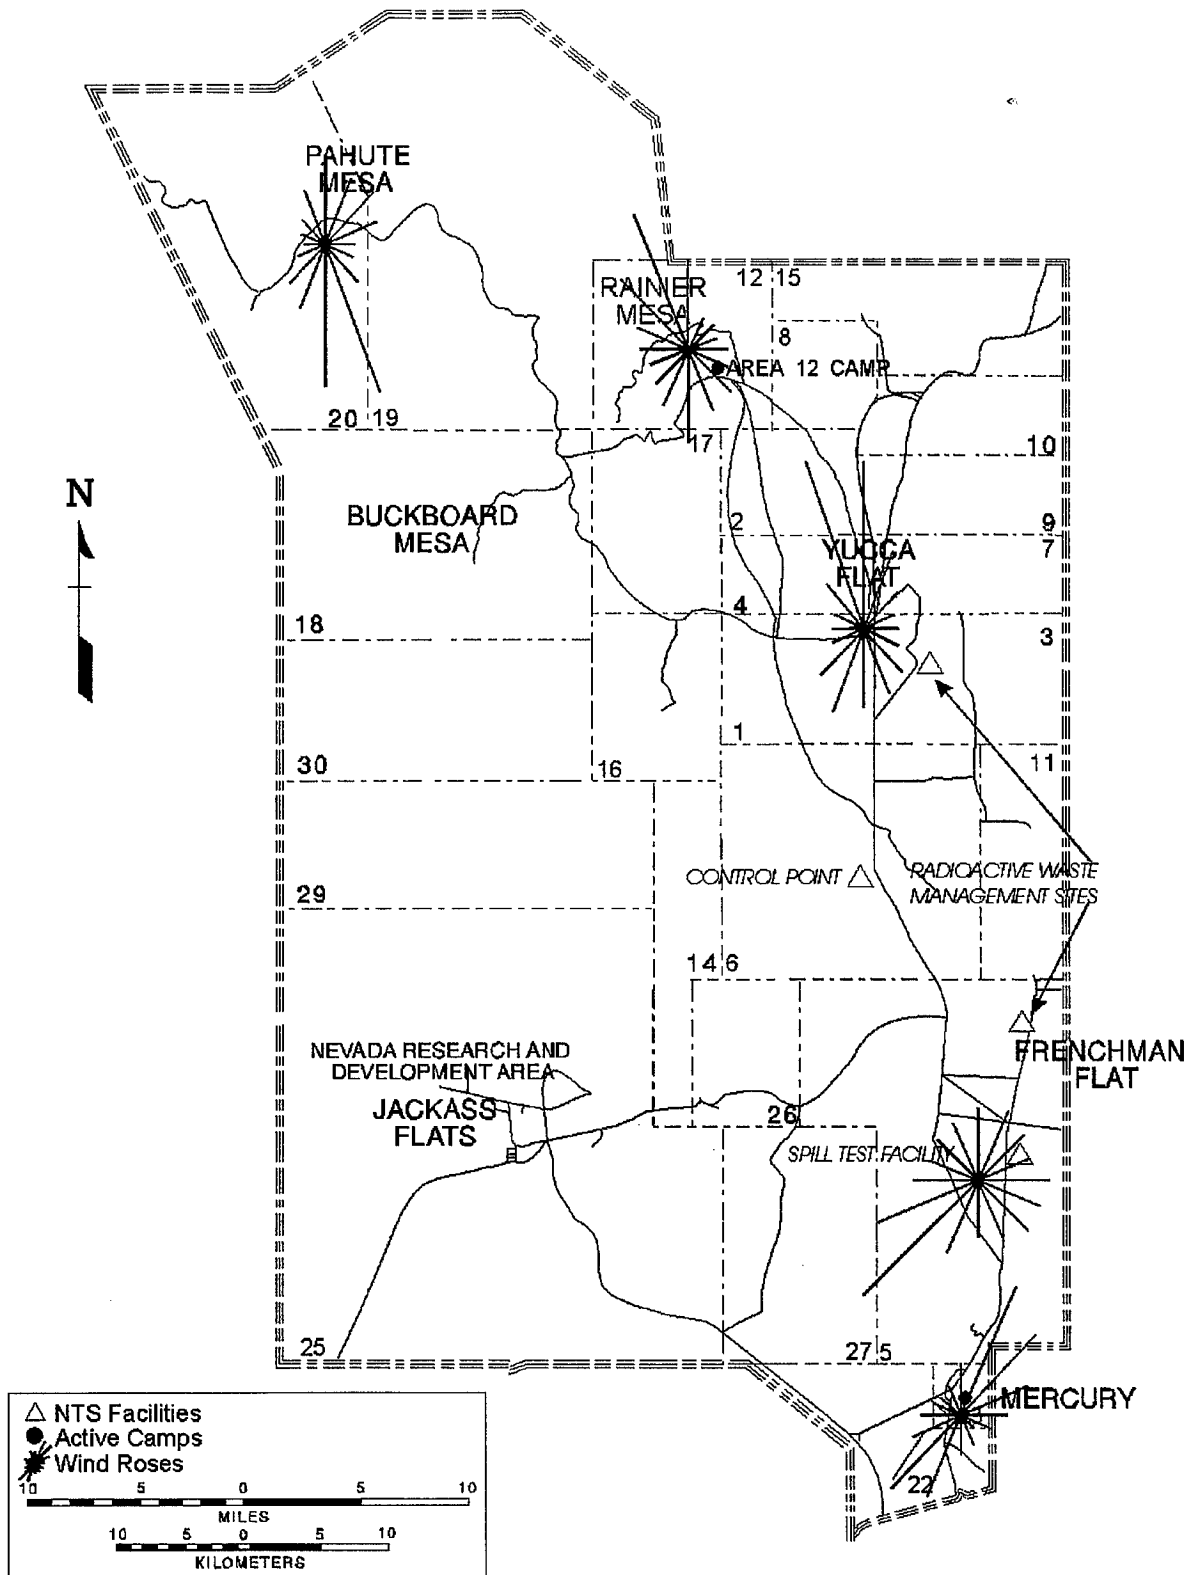 PAHUTE
MESA
RAINIER
MESA
12 15
8
AREA 12 CAMP
20 19
17
10
N
BUCKBOARD
MESA
2
9
YUCCA
FLAT
7
4
18
3
1
30
16
11
CONTROL POINT
RADIOACTIVE WASTE
MANAGEMENT SITES
29
14 6
NEVADA RESEARCH AND
DEVELOPMENT AREA
FRENCHMAN
FLAT
JACKASS
FLATS
26
SPILL TEST FACILITY
25
27 5
MERCURY
22
NTS Facilities
Active Camps
Wind Roses
10 5 0 5 10
MILES
10 5 0 5 10
KILOMETERS